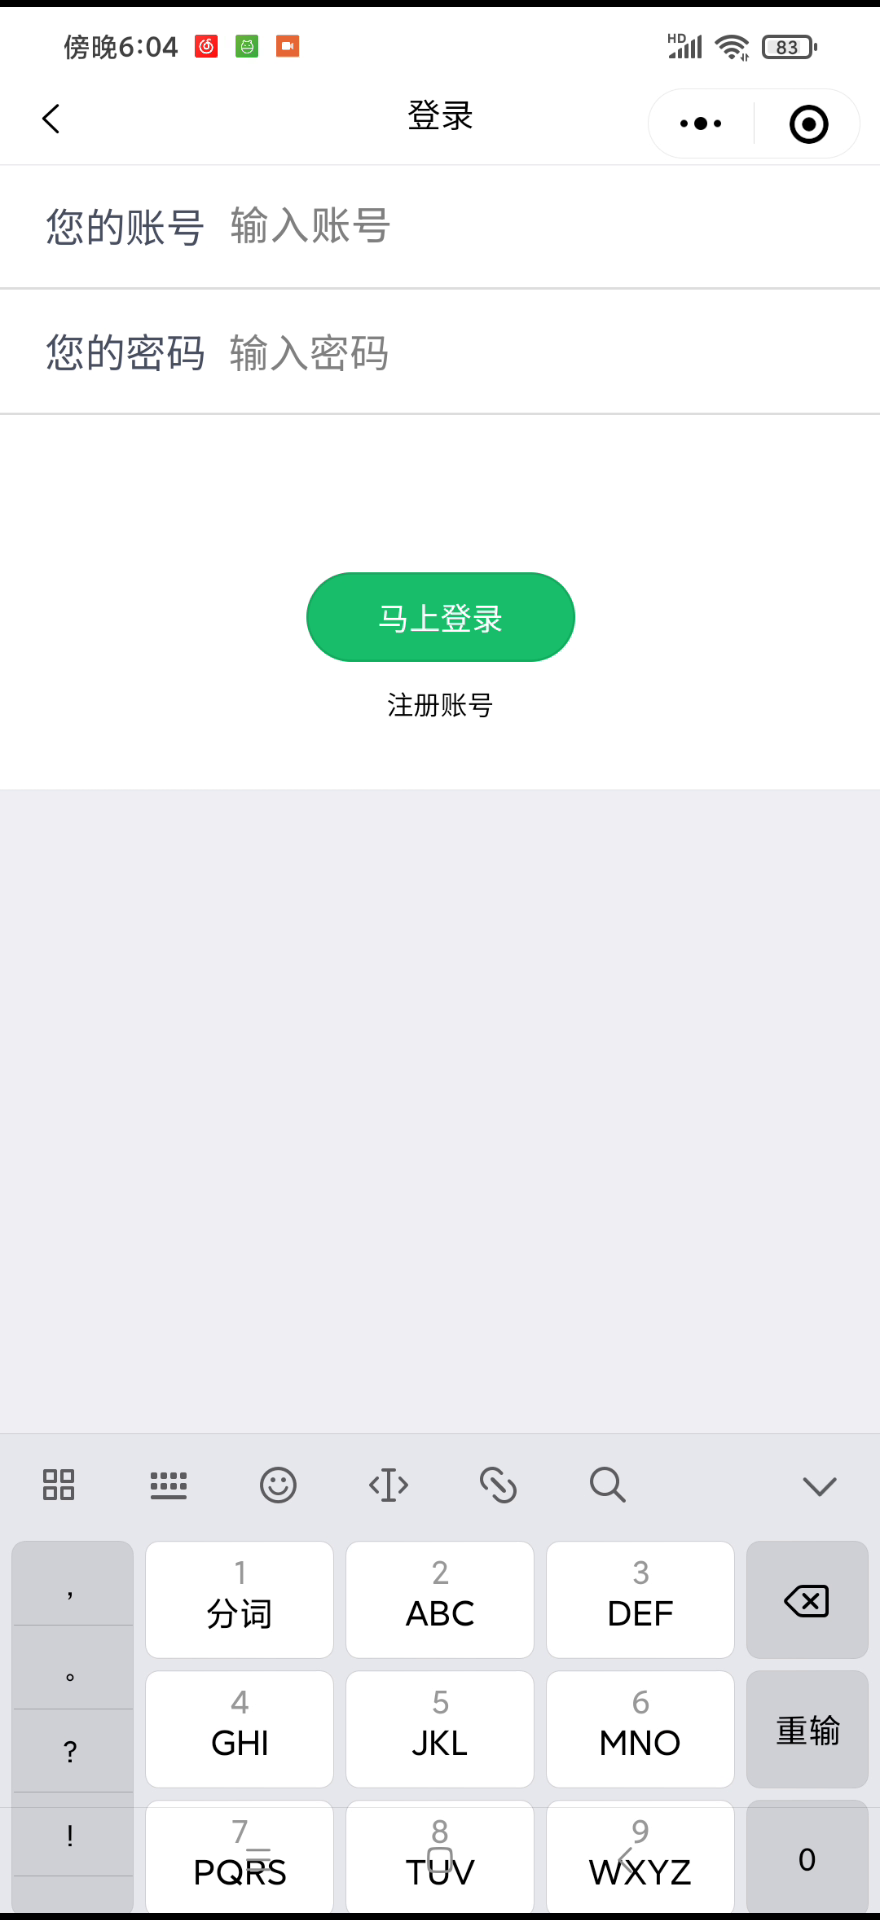 傍晚6:04 HD 83
登录
您的账号 输入账号
您的密码 输入密码
马上登录
注册账号
, 1 2 3
分词 ABC DEF
。 4 5 6
GHI JKL MNO 重输
?
! 7 8 9
PQRS TUV WXYZ 0